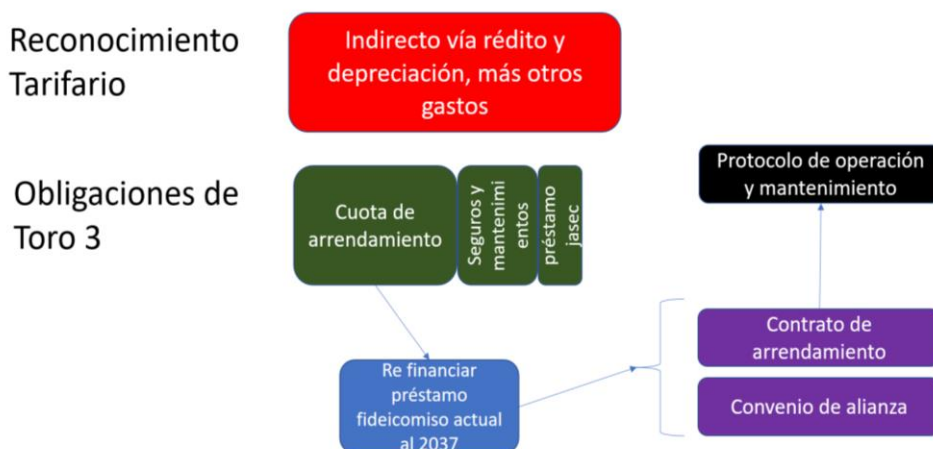 Reconocimiento
Tarifario
Indirecto vía rédito y
depreciación, más otros
gastos
Obligaciones de
Toro 3
Cuota de
arrendamiento
Seguros y
mantenimi
entos
préstamo
jasec
Protocolo de operación
y mantenimiento
Re financiar
préstamo
fideicomiso actual
al 2037
Contrato de
arrendamiento
Convenio de alianza